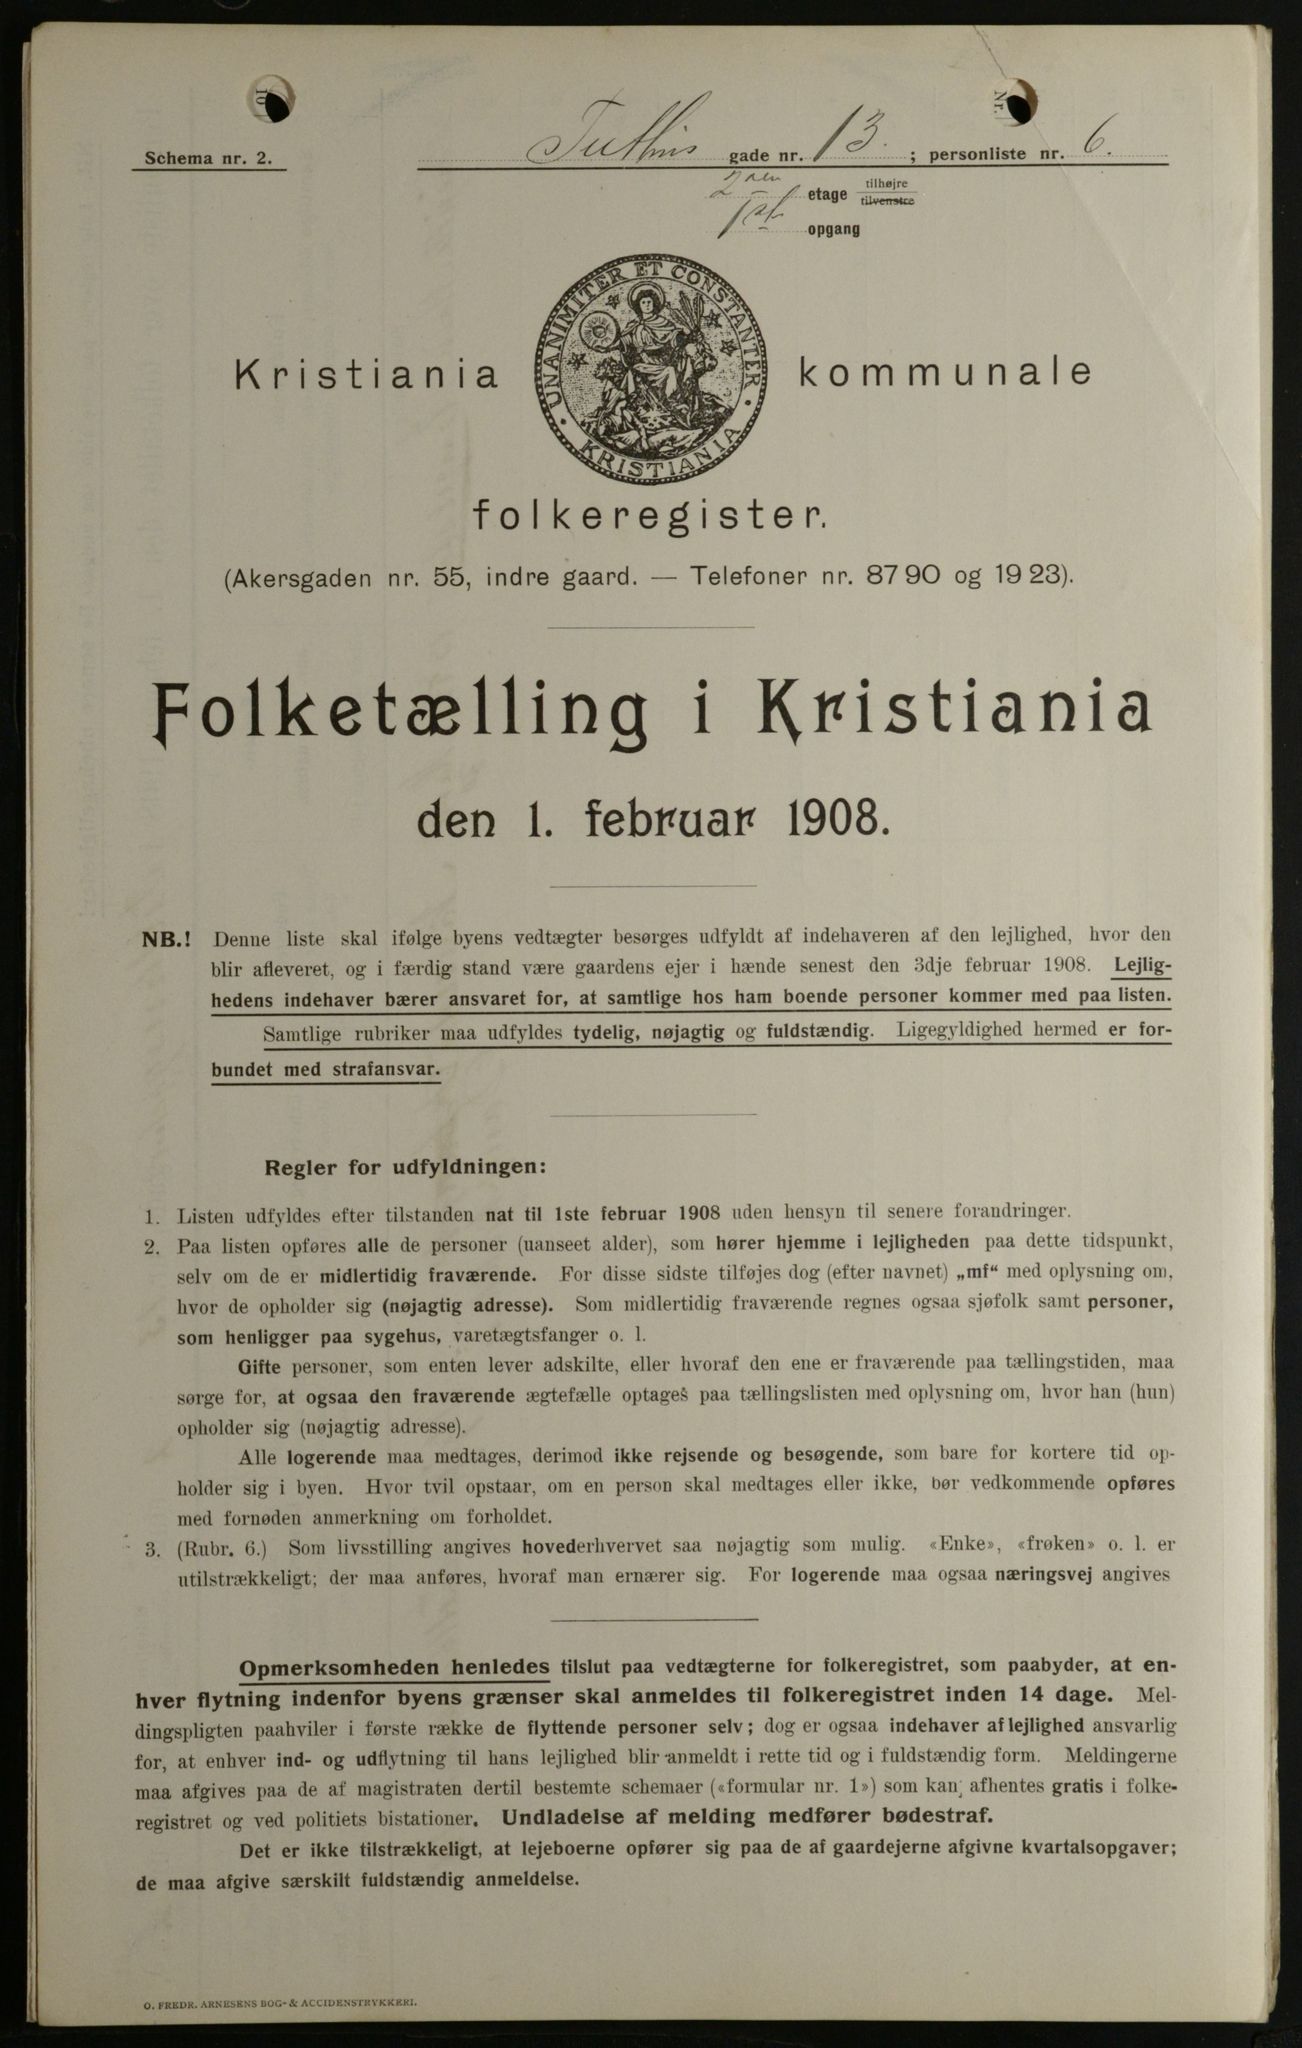 10
Nr.
Schema nr. 2.
Tullins gade nr. 13. ; personliste nr. 6.
2den etage tilhøjre
tilvenstre
1st opgang
UNANIMITER ET CONSTANTER
KRISTIANIA
Kristiania kommunale
folkeregister.
(Akersgaden nr. 55, indre gaard. — Telefoner nr. 87 90 og 19 23).
Folketælling i Kristiania
den 1. februar 1908.
NB.! Denne liste skal ifølge byens vedtægter besørges udfyldt af indehaveren af den lejlighed, hvor den
blir afleveret, og i færdig stand være gaardens ejer i hænde senest den 3dje februar 1908. Lejlig-
hedens indehaver bærer ansvaret for, at samtlige hos ham boende personer kommer med paa listen.
Samtlige rubriker maa udfyldes tydelig, nøjagtig og fuldstændig. Ligegyldighed hermed er for-
bundet med strafansvar.
Regler for udfyldningen:
1. Listen udfyldes efter tilstanden nat til 1ste februar 1908 uden hensyn til senere forandringer.
2. Paa listen opføres alle de personer (uanseet alder), som hører hjemme i lejligheden paa dette tidspunkt,
selv om de er midlertidig fraværende. For disse sidste tilføjes dog (efter navnet) „mf“ med oplysning om,
hvor de opholder sig (nøjagtig adresse). Som midlertidig fraværende regnes ogsaa sjøfolk samt personer,
som henligger paa sygehus, varetægtsfanger o. l.
Gifte personer, som enten lever adskilte, eller hvoraf den ene er fraværende paa tællingstiden, maa
sørge for, at ogsaa den fraværende ægtefælle optages paa tællingslisten med oplysning om, hvor han (hun)
opholder sig (nøjagtig adresse).
Alle logerende maa medtages, derimod ikke rejsende og besøgende, som bare for kortere tid op-
holder sig i byen. Hvor tvil opstaar, om en person skal medtages eller ikke, bør vedkommende opføres
med fornøden anmerkning om forholdet.
3. (Rubr. 6.) Som livsstilling angives hovederhvervet saa nøjagtig som mulig. «Enke», «frøken» o. l. er
utilstrækkeligt; der maa anføres, hvoraf man ernærer sig. For logerende maa ogsaa næringsvej angives
Opmerksomheden henledes tilslut paa vedtægterne for folkeregistret, som paabyder, at en-
hver flytning indenfor byens grænser skal anmeldes til folkeregistret inden 14 dage. Mel-
dingspligten paahviler i første række de flyttende personer selv; dog er ogsaa indehaver af lejlighed ansvarlig
for, at enhver ind- og udflytning til hans lejlighed blir anmeldt i rette tid og i fuldstændig form. Meldingerne
maa afgives paa de af magistraten dertil bestemte schemaer («formular nr. 1») som kan afhentes gratis i folke-
registret og ved politiets bistationer. Undladelse af melding medfører bødestraf.
Det er ikke tilstrækkeligt, at lejeboerne opfører sig paa de af gaardejerne afgivne kvartalsopgaver;
de maa afgive særskilt fuldstændig anmeldelse.
O. FREDR. ARNESENS BOG- & ACCIDENSTRYKKERI.